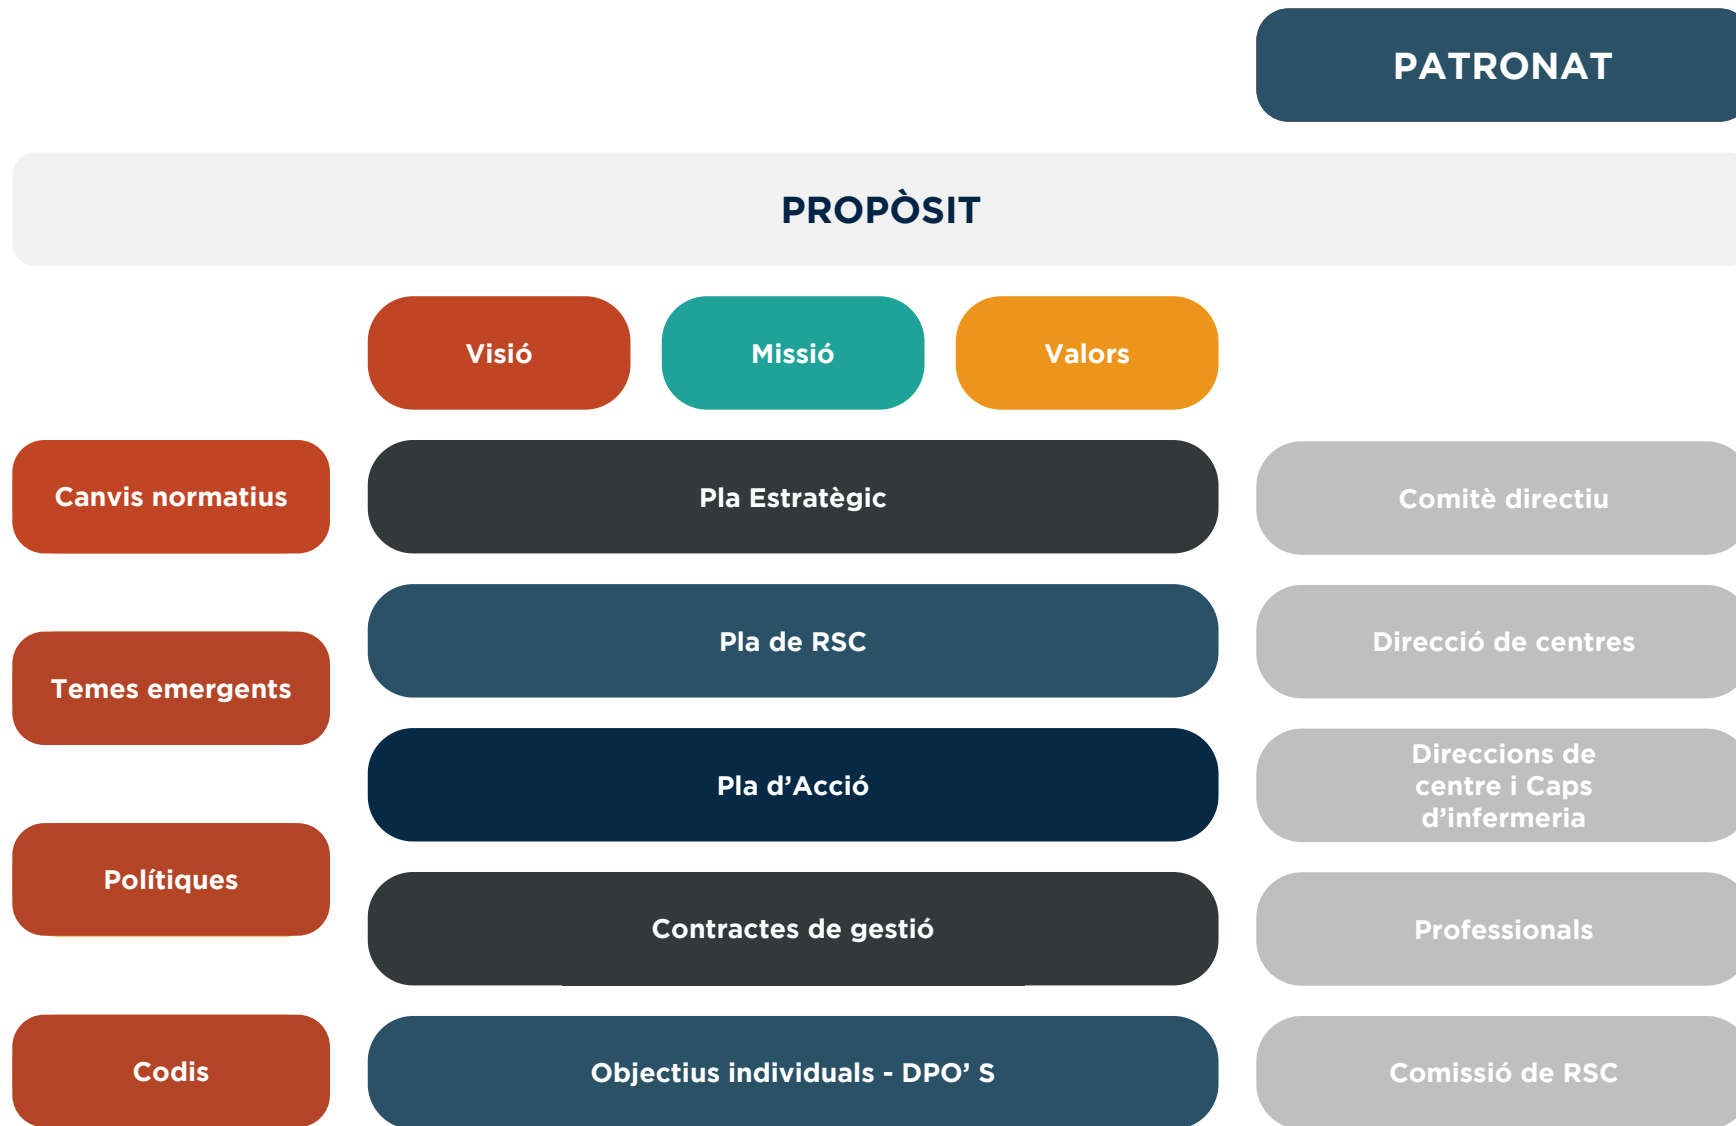 PATRONAT
PROPÒSIT
Visió
Missió
Valors
Canvis normatius
Pla Estratègic
Comitè directiu
Temes emergents
Pla de RSC
Direcció de centres
Pla d’Acció
Direccions de
centre i Caps
d’infermeria
Polítiques
Contractes de gestió
Professionals
Codis
Objectius individuals - DPO’ S
Comissió de RSC